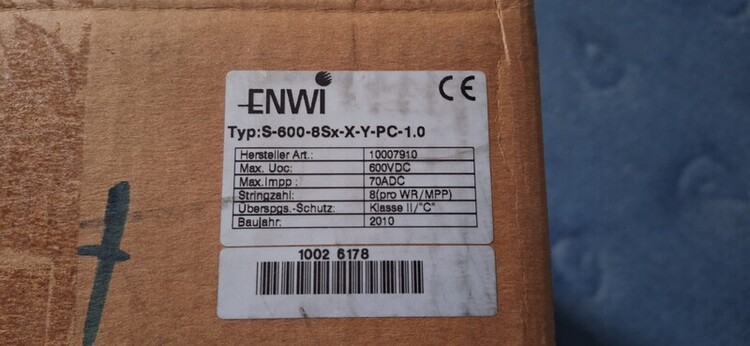 ENWI CE
Typ:S-600-8Sx-X-Y-PC-1.0
Hersteller Art.: 10007910
Max. Uoc: 600VDC
Max.Impp : 70ADC
Stringzahl: 8(pro WR/MPP)
Überspgs.-Schutz: Klasse II/"C"
Baujahr: 2010
1002 6178